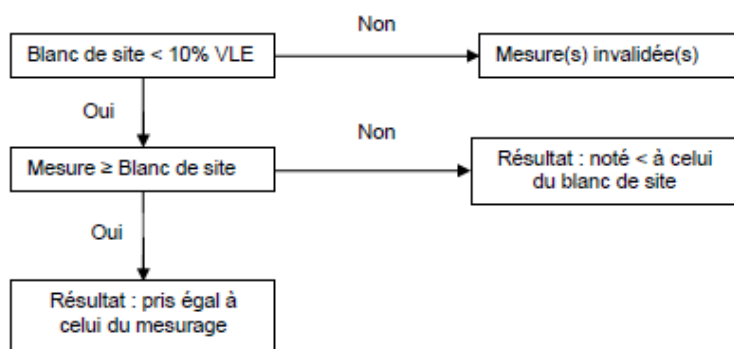 Non
Blanc de site < 10% VLE
Mesure(s) invalidée(s)
Oui
Non
Mesure ≥ Blanc de site
Résultat : noté < à celui
du blanc de site
Oui
Résultat : pris égal à
celui du mesurage